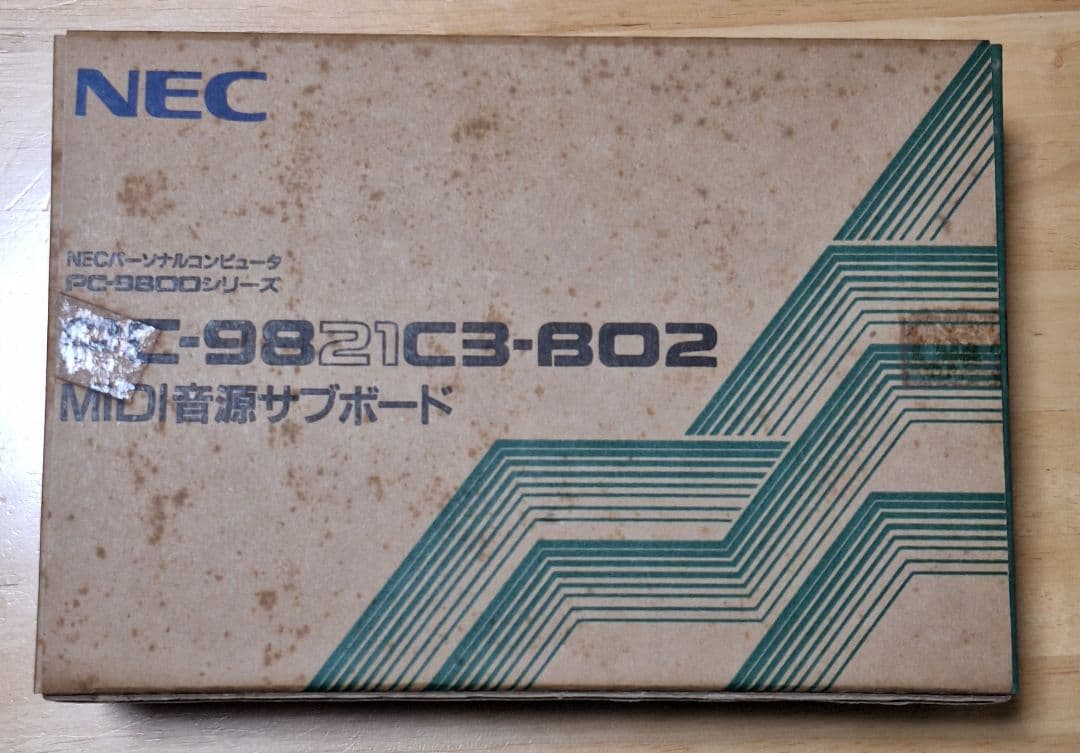 NEC
NECパーソナルコンピュータ
PC-9800シリーズ
PC-9821C3-B02
MIDI音源サブボード